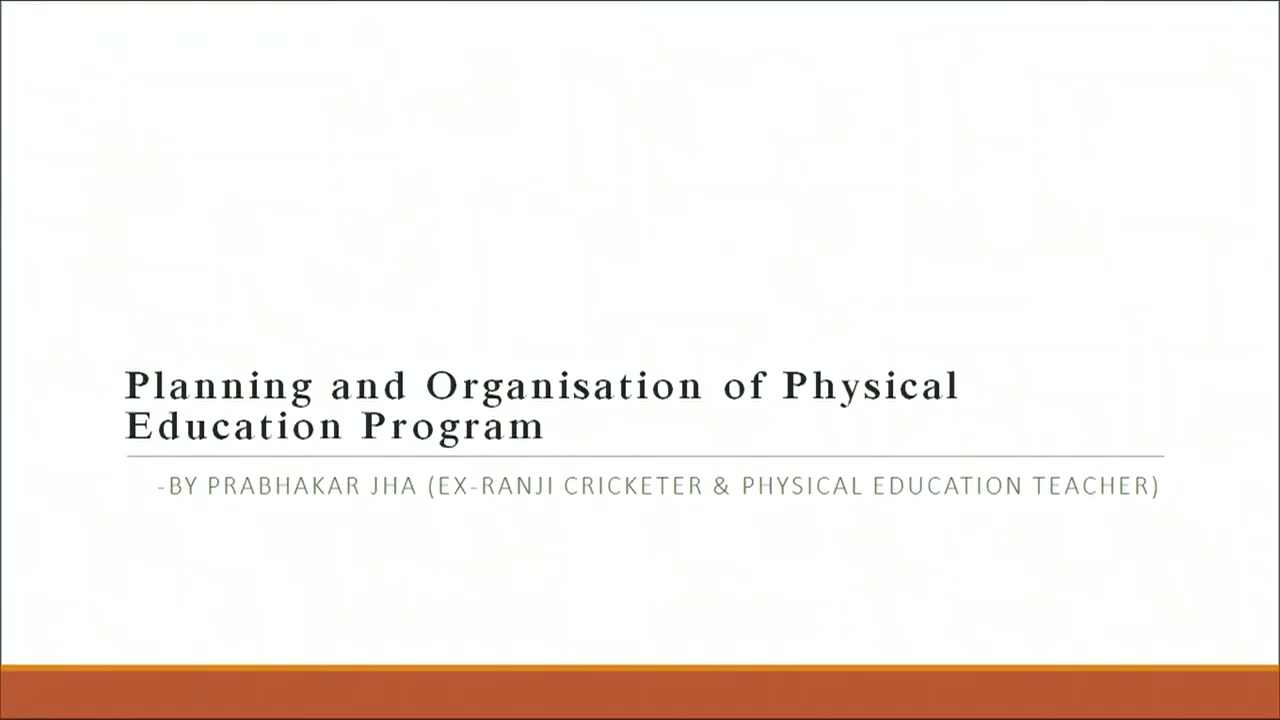 Planning and Organisation of Physical
Education Program
-BY PRABHAKAR JHA (EX-RANJI CRICKETER & PHYSICAL EDUCATION TEACHER)